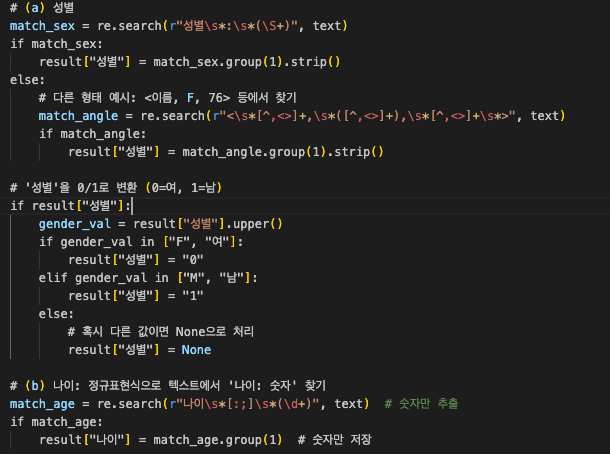 # (a) 성별
match_sex = re.search(r"성별\s*:\s*(\S+)", text)
if match_sex:
    result["성별"] = match_sex.group(1).strip()
else:
    # 다른 형태 예시: <이름, F, 76> 등에서 찾기
    match_angle = re.search(r"<\s*[^,<>]+,\s*([^,<>]+),\s*[^,<>]+\s*>", text)
    if match_angle:
        result["성별"] = match_angle.group(1).strip()

# '성별'을 0/1로 변환 (0=여, 1=남)
if result["성별"]:
    gender_val = result["성별"].upper()
    if gender_val in ["F", "여"]:
        result["성별"] = "0"
    elif gender_val in ["M", "남"]:
        result["성별"] = "1"
    else:
        # 혹시 다른 값이면 None으로 처리
        result["성별"] = None

# (b) 나이: 정규표현식으로 텍스트에서 '나이: 숫자' 찾기
match_age = re.search(r"나이\s*[:;]\s*(\d+)", text)  # 숫자만 추출
if match_age:
    result["나이"] = match_age.group(1)  # 숫자만 저장